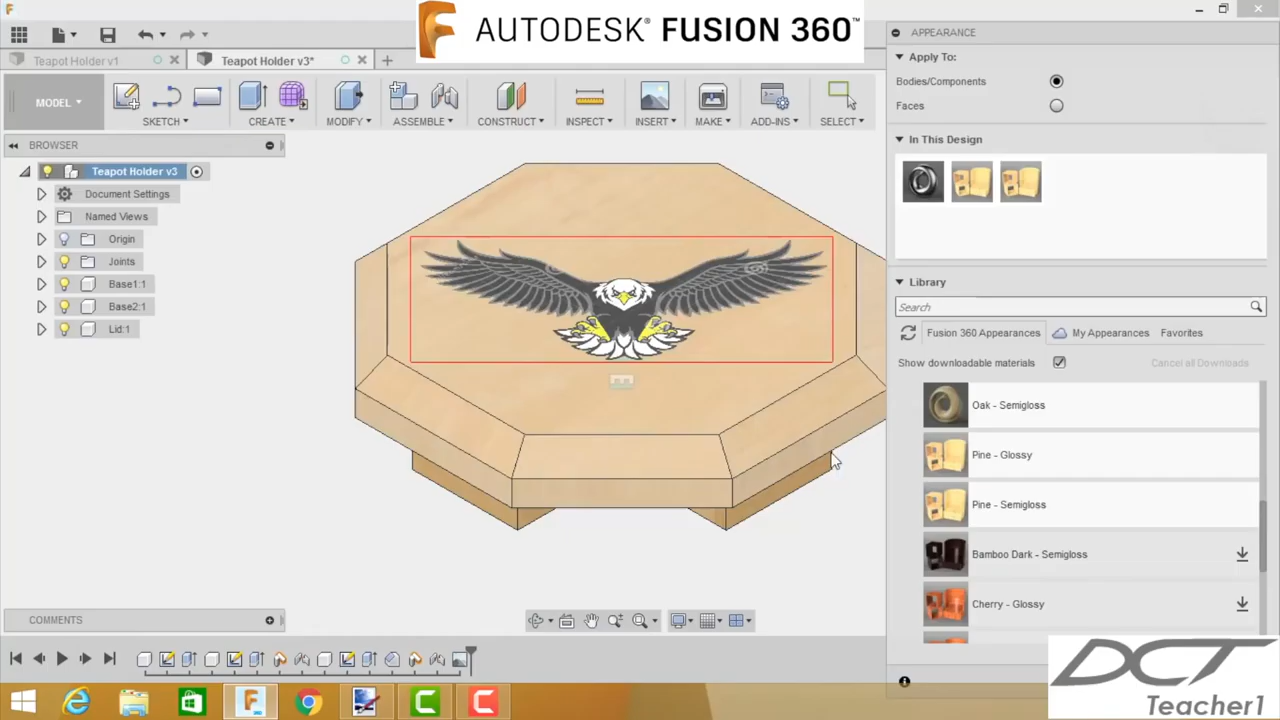 AUTODESK® FUSION 360™
Teapot Holder v1
Teapot Holder v3*
MODEL
SKETCH
CREATE
MODIFY
ASSEMBLE
CONSTRUCT
INSPECT
INSERT
MAKE
ADD-INS
SELECT
BROWSER
Teapot Holder v3
Document Settings
Named Views
Origin
Joints
Base1:1
Base2:1
Lid:1
COMMENTS
APPEARANCE
Apply To:
Bodies/Components
Faces
In This Design
Library
Search
Fusion 360 Appearances
My Appearances
Favorites
Show downloadable materials
Cancel all Downloads
Oak - Semigloss
Pine - Glossy
Pine - Semigloss
Bamboo Dark - Semigloss
Cherry - Glossy
DCT
Teacher1